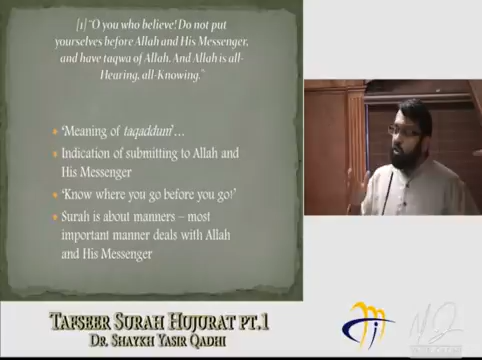 [1] "O you who believe! Do not put
yourselves before Allah and His Messenger,
and have taqwa of Allah. And Allah is all-
Hearing, all-Knowing."
'Meaning of taqaddum'…
Indication of submitting to Allah and
His Messenger
'Know where you go before you go!'
Surah is about manners – most
important manner deals with Allah
and His Messenger
Tafseer Surah Hujurat pt.1
Dr. Shaykh Yasir Qadhi